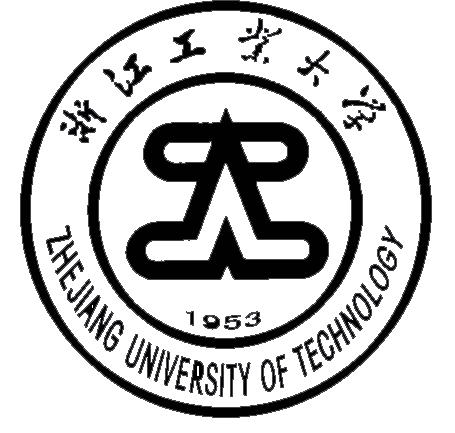 浙江工业大学
1953
ZHEJIANG UNIVERSITY OF TECHNOLOGY